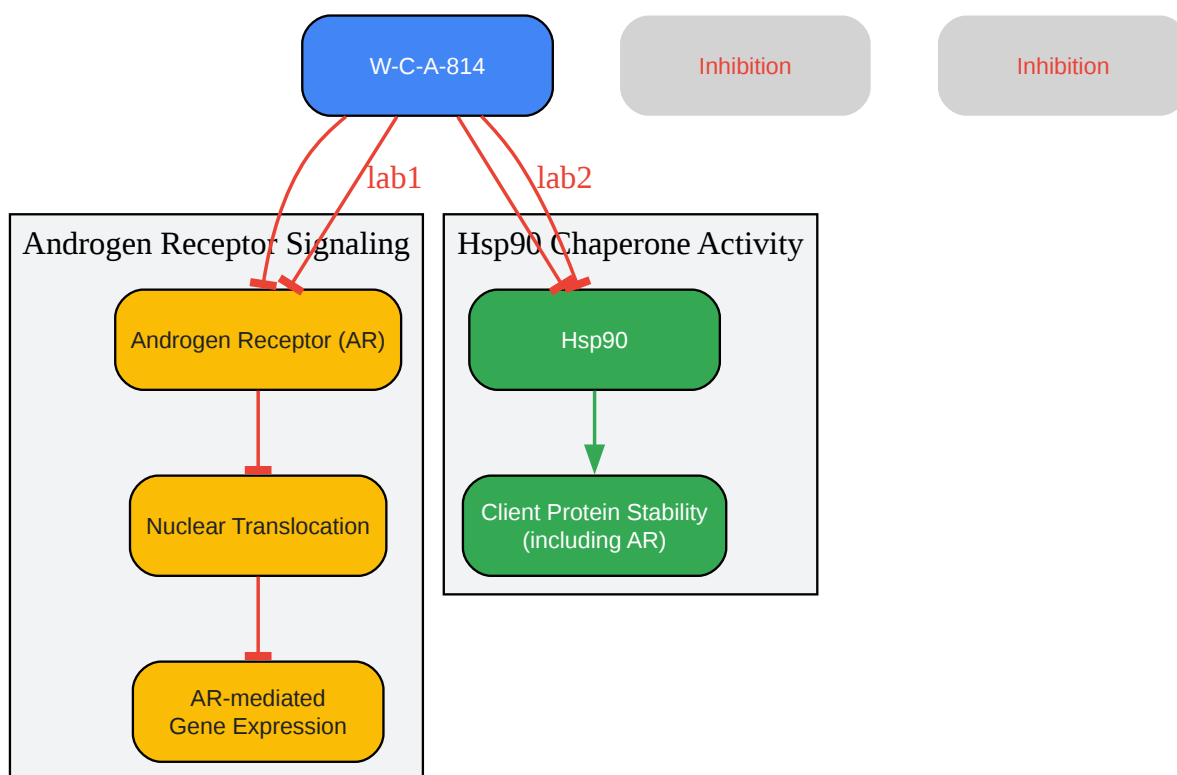 W-C-A-814
Inhibition
Inhibition
lab1
lab2
Androgen Receptor Signaling
Hsp90 Chaperone Activity
Androgen Receptor (AR)
Hsp90
Nuclear Translocation
Client Protein Stability
(including AR)
AR-mediated
Gene Expression